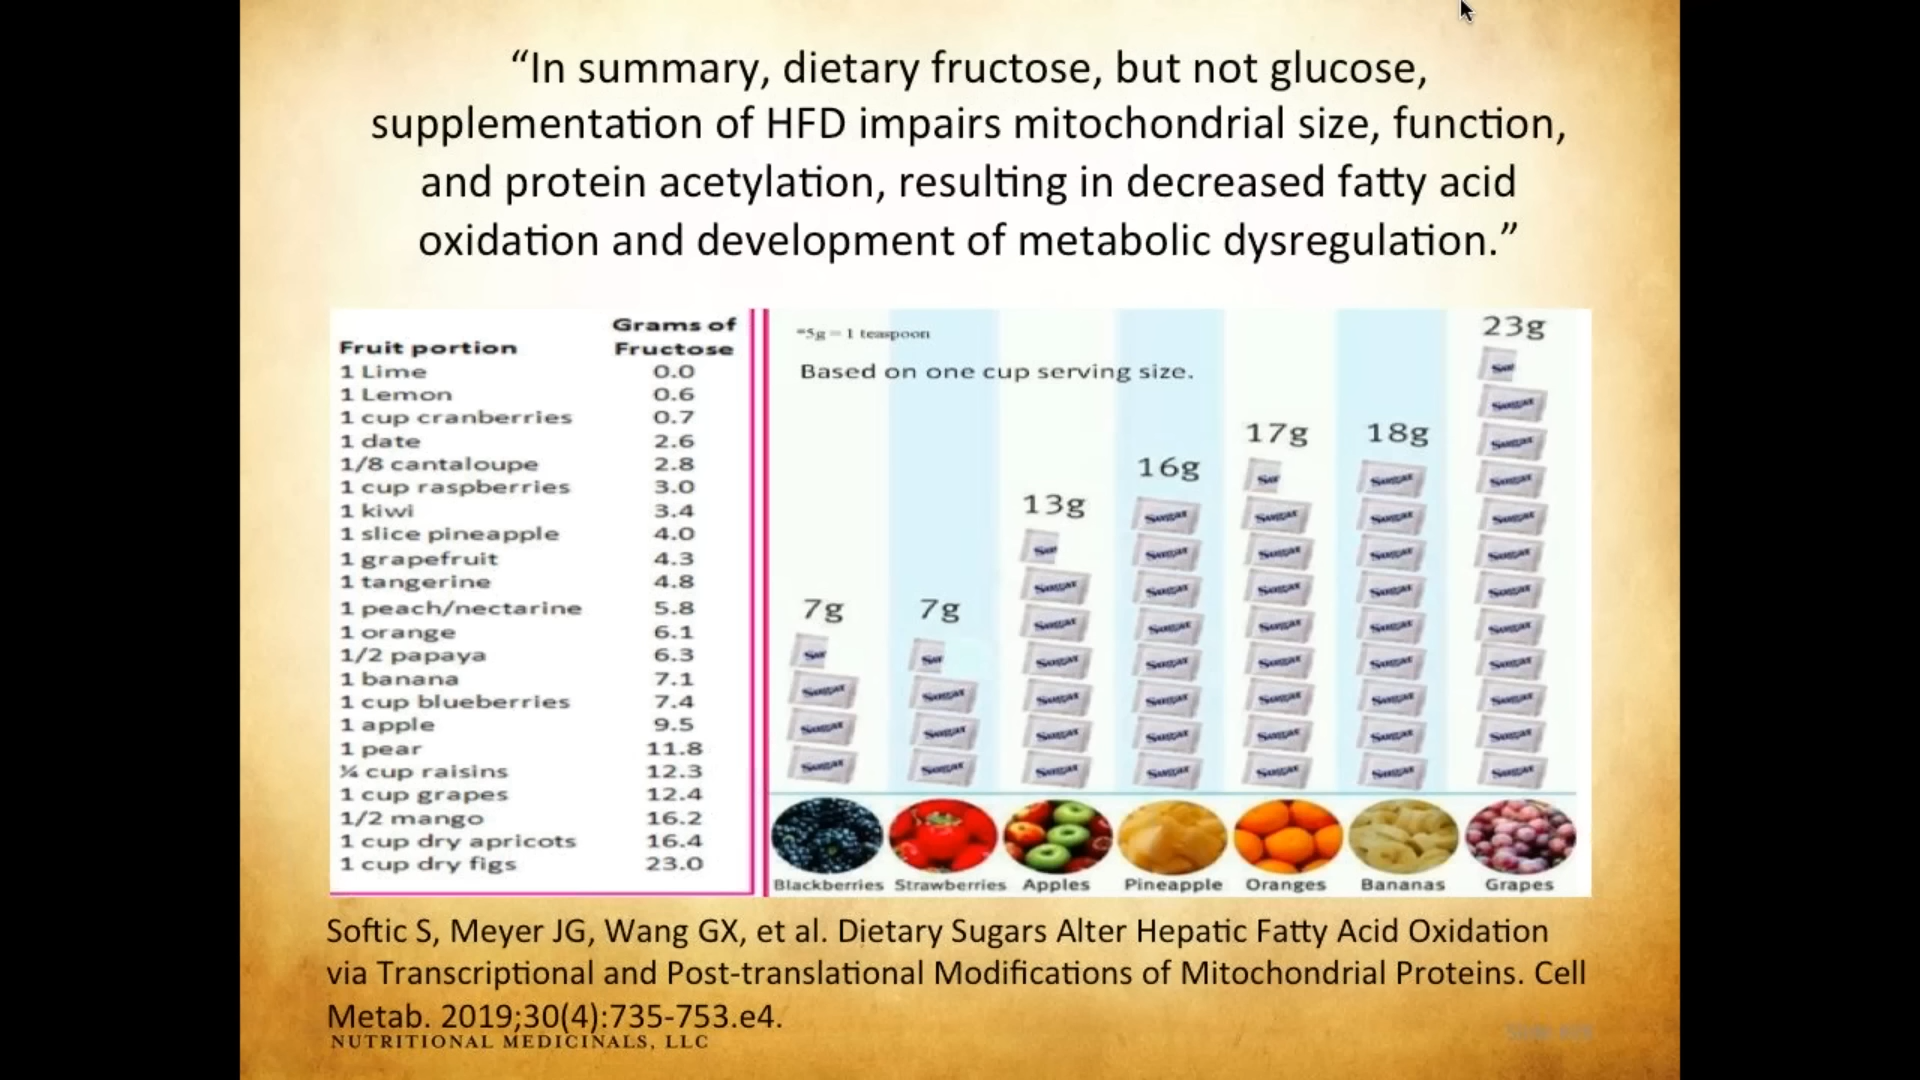 “In summary, dietary fructose, but not glucose,
supplementation of HFD impairs mitochondrial size, function,
and protein acetylation, resulting in decreased fatty acid
oxidation and development of metabolic dysregulation.”
Fruit portion Grams of Fructose
1 Lime 0.0
1 Lemon 0.6
1 cup cranberries 0.7
1 date 2.6
1/8 cantaloupe 2.8
1 cup raspberries 3.0
1 kiwi 3.4
1 slice pineapple 4.0
1 grapefruit 4.3
1 tangerine 4.8
1 peach/nectarine 5.8
1 orange 6.1
1/2 papaya 6.3
1 banana 7.1
1 cup blueberries 7.4
1 apple 9.5
1 pear 11.8
¼ cup raisins 12.3
1 cup grapes 12.4
1/2 mango 16.2
1 cup dry apricots 16.4
1 cup dry figs 23.0
*5g = 1 teaspoon
Based on one cup serving size.
7g 7g 13g 16g 17g 18g 23g
Blackberries Strawberries Apples Pineapple Oranges Bananas Grapes
Softic S, Meyer JG, Wang GX, et al. Dietary Sugars Alter Hepatic Fatty Acid Oxidation
via Transcriptional and Post-translational Modifications of Mitochondrial Proteins. Cell
Metab. 2019;30(4):735-753.e4.
NUTRITIONAL MEDICINALS, LLC